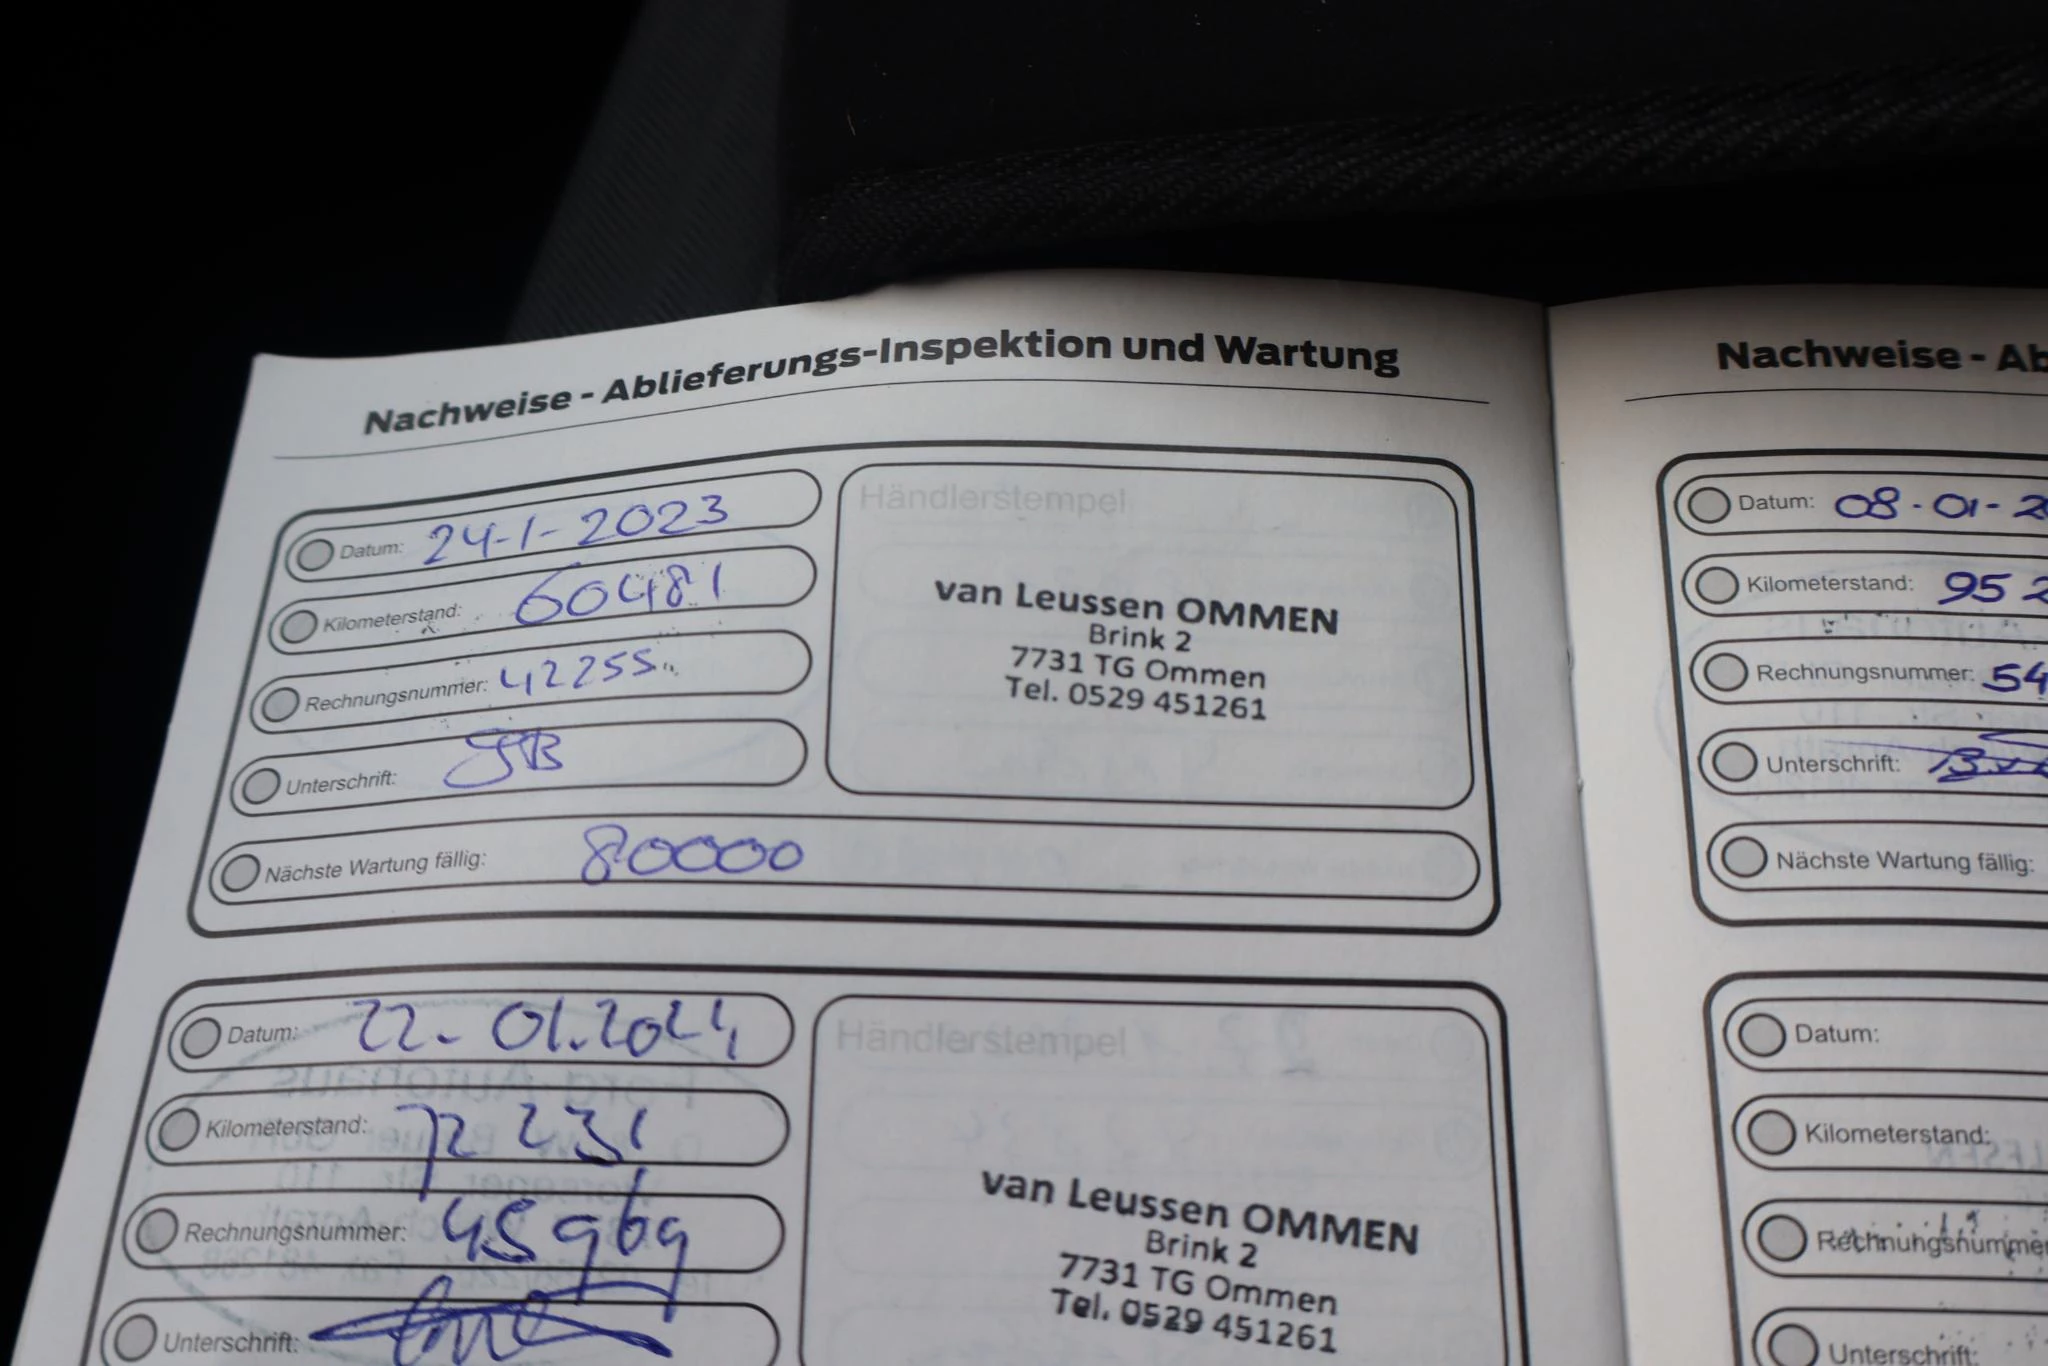 Nachweise - Ablieferungs-Inspektion und Wartung
Datum: 24-1-2023
Kilometerstand: 60481
Rechnungsnummer: 42255
Unterschrift:
Nächste Wartung fällig: 80000
Händlerstempel
van Leussen OMMEN
Brink 2
7731 TG Ommen
Tel. 0529 451261
Datum: 22-01.2024
Kilometerstand: 72231
Rechnungsnummer: 45969
Unterschrift:
Händlerstempel
van Leussen OMMEN
Brink 2
7731 TG Ommen
Tel. 0529 451261
Nachweise - Ab
Datum: 08-01-2
Kilometerstand: 95 2
Rechnungsnummer: 54
Unterschrift:
Nächste Wartung fällig:
Datum:
Kilometerstand:
Rechnungsnummer
Unterschrift: